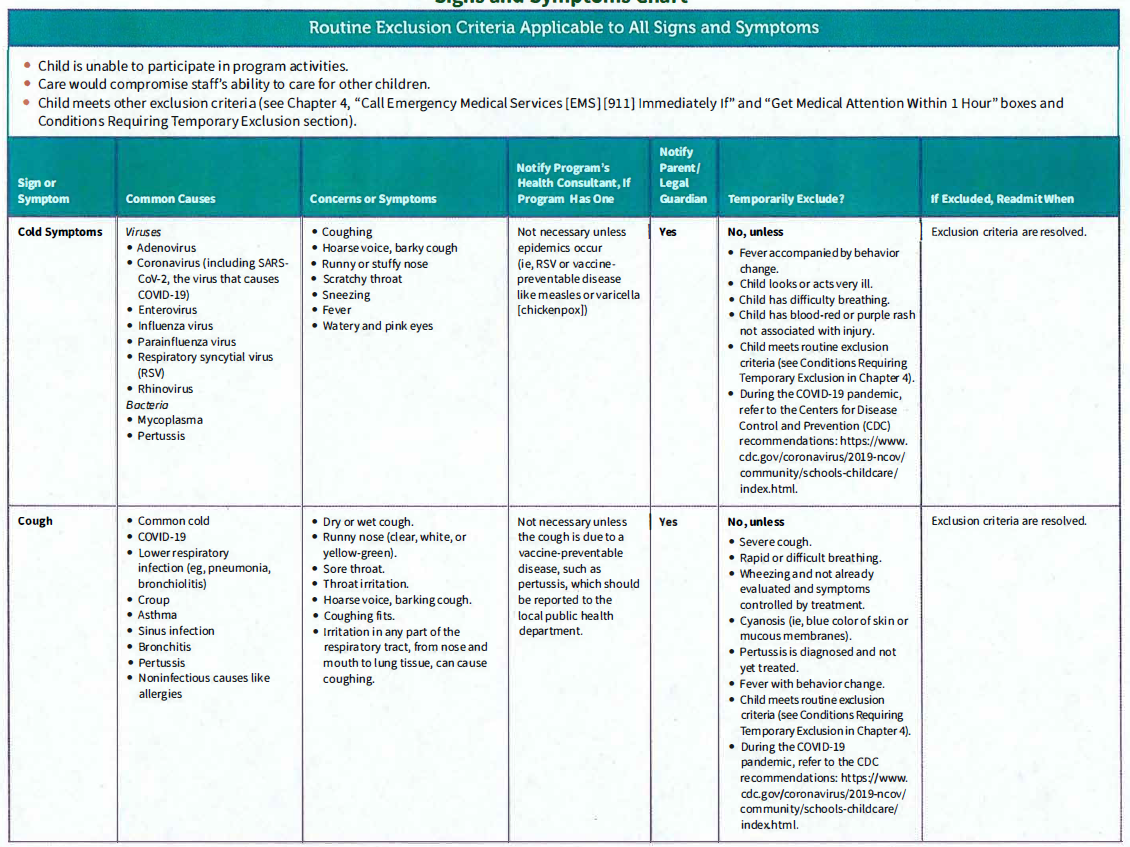 Signs and Symptoms Chart
Routine Exclusion Criteria Applicable to All Signs and Symptoms
• Child is unable to participate in program activities.
• Care would compromise staff's ability to care for other children.
• Child meets other exclusion criteria (see Chapter 4, "Call Emergency Medical Services [EMS] [911] Immediately If" and "Get Medical Attention Within 1 Hour" boxes and
Conditions Requiring Temporary Exclusion section).
Sign or
Symptom
Common Causes
Concerns or Symptoms
Notify Program's
Health Consultant, If
Program Has One
Notify
Parent/
Legal
Guardian
Temporarily Exclude?
If Excluded, Readmit When
Cold Symptoms
Viruses
• Adenovirus
• Coronavirus (including SARS-
CoV-2, the virus that causes
COVID-19)
• Enterovirus
• Influenza virus
• Parainfluenza virus
• Respiratory syncytial virus
(RSV)
• Rhinovirus
Bacteria
• Mycoplasma
• Pertussis
• Coughing
• Hoarse voice, barky cough
• Runny or stuffy nose
• Scratchy throat
• Sneezing
• Fever
• Watery and pink eyes
Not necessary unless
epidemics occur
(ie, RSV or vaccine-
preventable disease
like measles or varicella
[chickenpox])
Yes
No, unless
• Fever accompanied by behavior
change.
• Child looks or acts very ill.
• Child has difficulty breathing.
• Child has blood-red or purple rash
not associated with injury.
• Child meets routine exclusion
criteria (see Conditions Requiring
Temporary Exclusion in Chapter 4).
• During the COVID-19 pandemic,
refer to the Centers for Disease
Control and Prevention (CDC)
recommendations: https://www.
cdc.gov/coronavirus/2019-ncov/
community/schools-childcare/
index.html.
Exclusion criteria are resolved.
Cough
• Common cold
• COVID-19
• Lower respiratory
infection (eg, pneumonia,
bronchiolitis)
• Croup
• Asthma
• Sinus infection
• Bronchitis
• Pertussis
• Noninfectious causes like
allergies
• Dry or wet cough.
• Runny nose (clear, white, or
yellow-green).
• Sore throat.
• Throat irritation.
• Hoarse voice, barking cough.
• Coughing fits.
• Irritation in any part of the
respiratory tract, from nose and
mouth to lung tissue, can cause
coughing.
Not necessary unless
the cough is due to a
vaccine-preventable
disease, such as
pertussis, which should
be reported to the
local public health
department.
Yes
No, unless
• Severe cough.
• Rapid or difficult breathing.
• Wheezing and not already
evaluated and symptoms
controlled by treatment.
• Cyanosis (ie, blue color of skin or
mucous membranes).
• Pertussis is diagnosed and not
yet treated.
• Fever with behavior change.
• Child meets routine exclusion
criteria (see Conditions Requiring
Temporary Exclusion in Chapter 4).
• During the COVID-19
pandemic, refer to the CDC
recommendations: https://www.
cdc.gov/coronavirus/2019-ncov/
community/schools-childcare/
index.html.
Exclusion criteria are resolved.